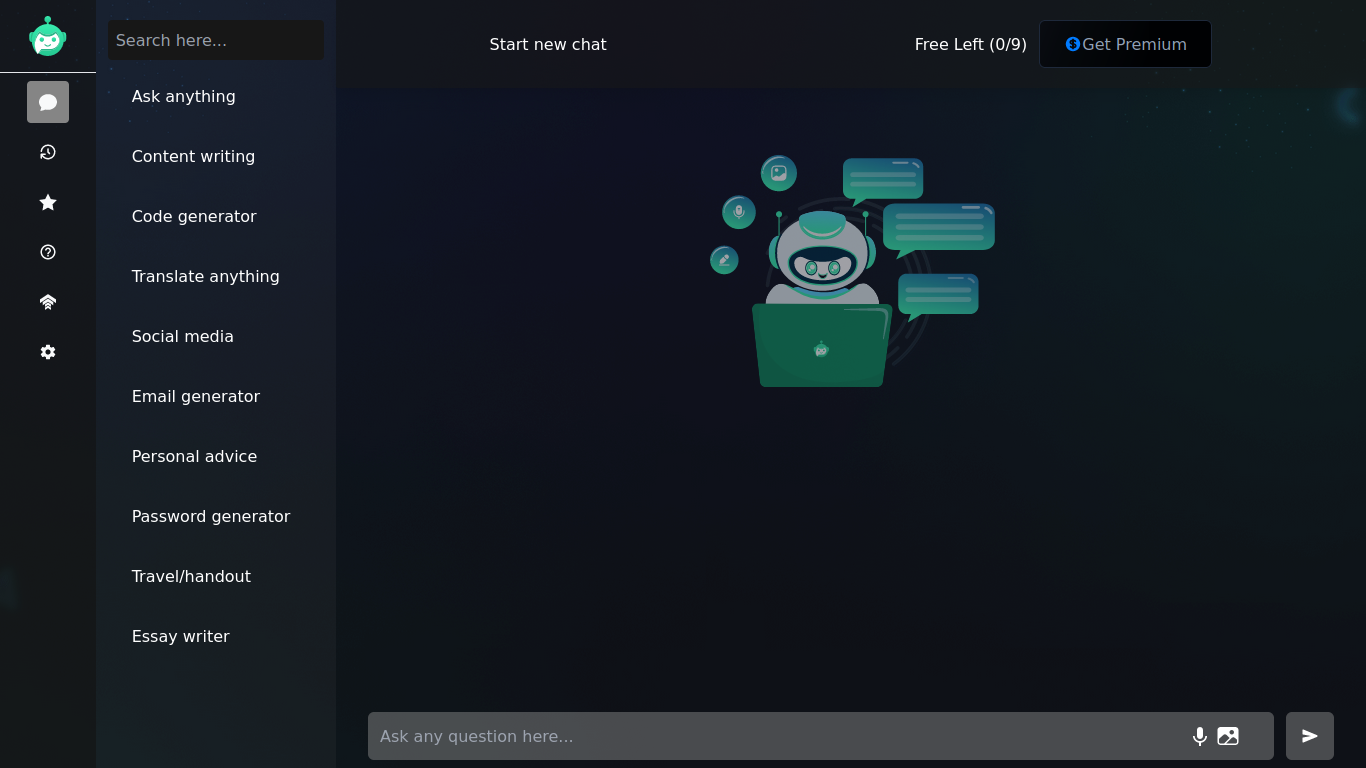 Search here...
Ask anything
Content writing
Code generator
Translate anything
Social media
Email generator
Personal advice
Password generator
Travel/handout
Essay writer
Start new chat
Free Left (0/9)
Get Premium
Ask any question here...